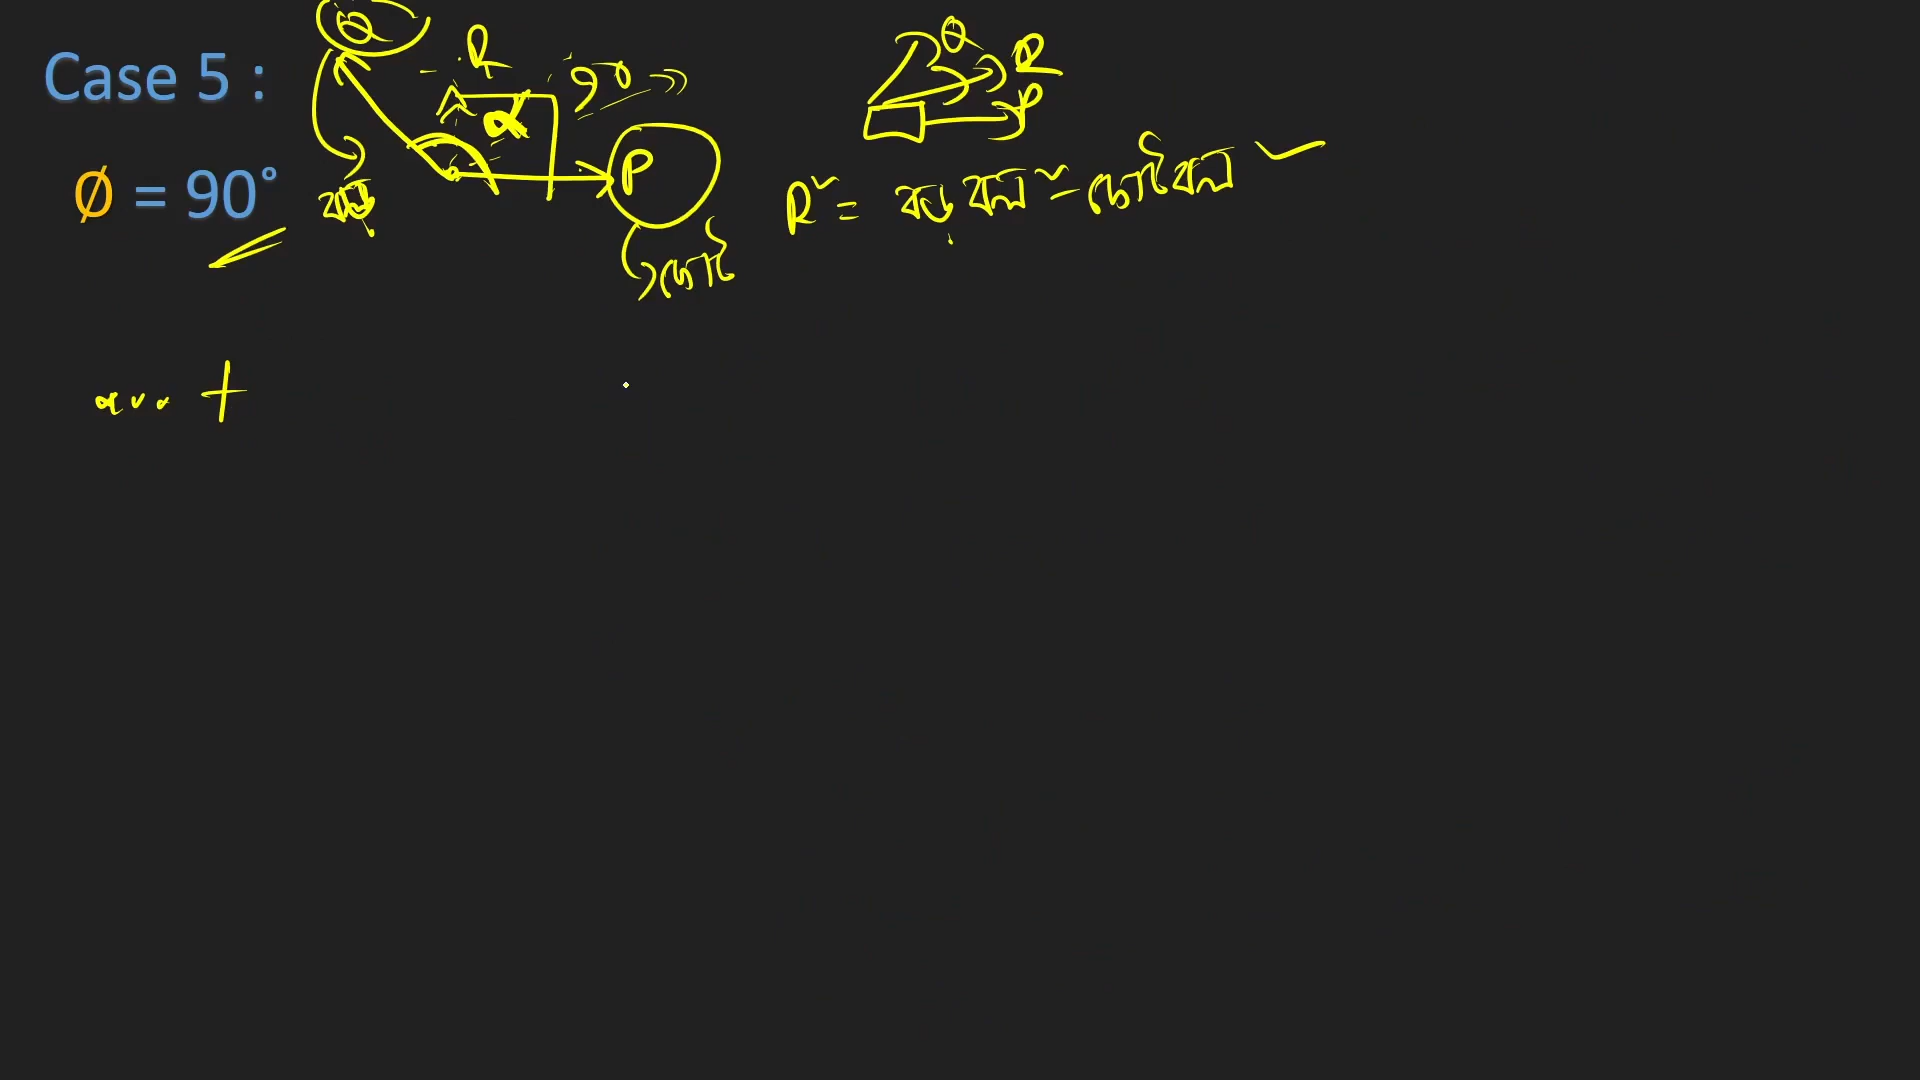 Case 5 :
Ø = 90°
Q
R
α
90°
P
বড়
ছোট
Q
R
P
R² = বড় বল² - ছোট বল²
+